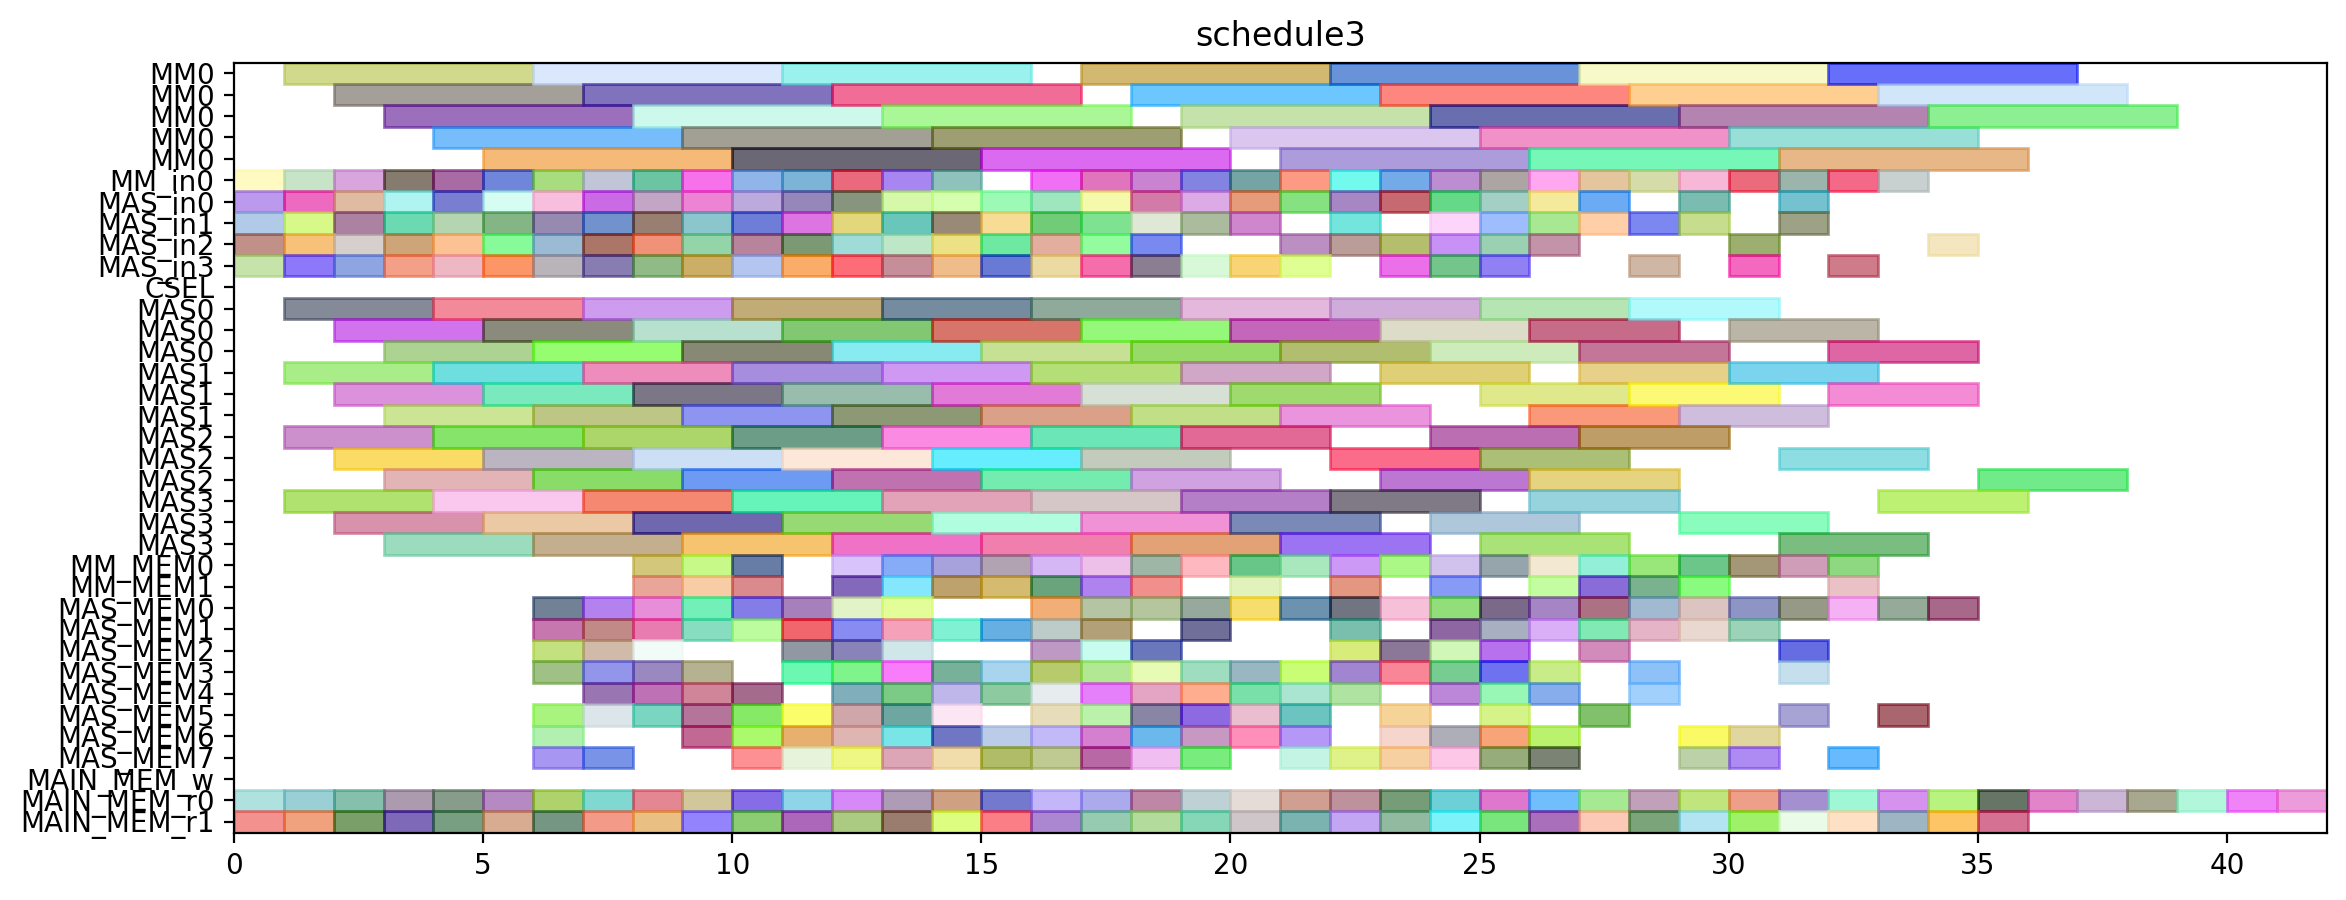 schedule3
MM0
MM0
MM0
MM0
MM0
MM_in0
MAS_in0
MAS_in1
MAS_in2
MAS_in3
CSEL
MAS0
MAS0
MAS0
MAS1
MAS1
MAS1
MAS2
MAS2
MAS2
MAS3
MAS3
MAS3
MM_MEM0
MM_MEM1
MAS_MEM0
MAS_MEM1
MAS_MEM2
MAS_MEM3
MAS_MEM4
MAS_MEM5
MAS_MEM6
MAS_MEM7
MAIN_MEM_w
MAIN_MEM_r0
MAIN_MEM_r1
0 5 10 15 20 25 30 35 40